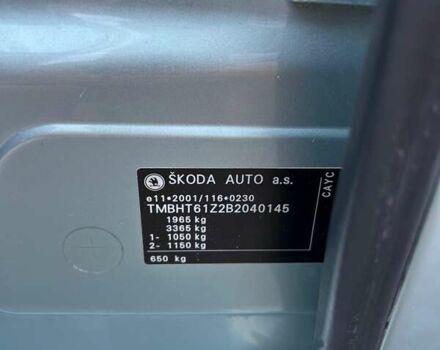 ŠKODA AUTO a.s.
e11*2001/116*0230
TMBHT61Z2B2040145
1965 kg
3365 kg
1- 1050 kg
2- 1150 kg
650 kg
CAYC